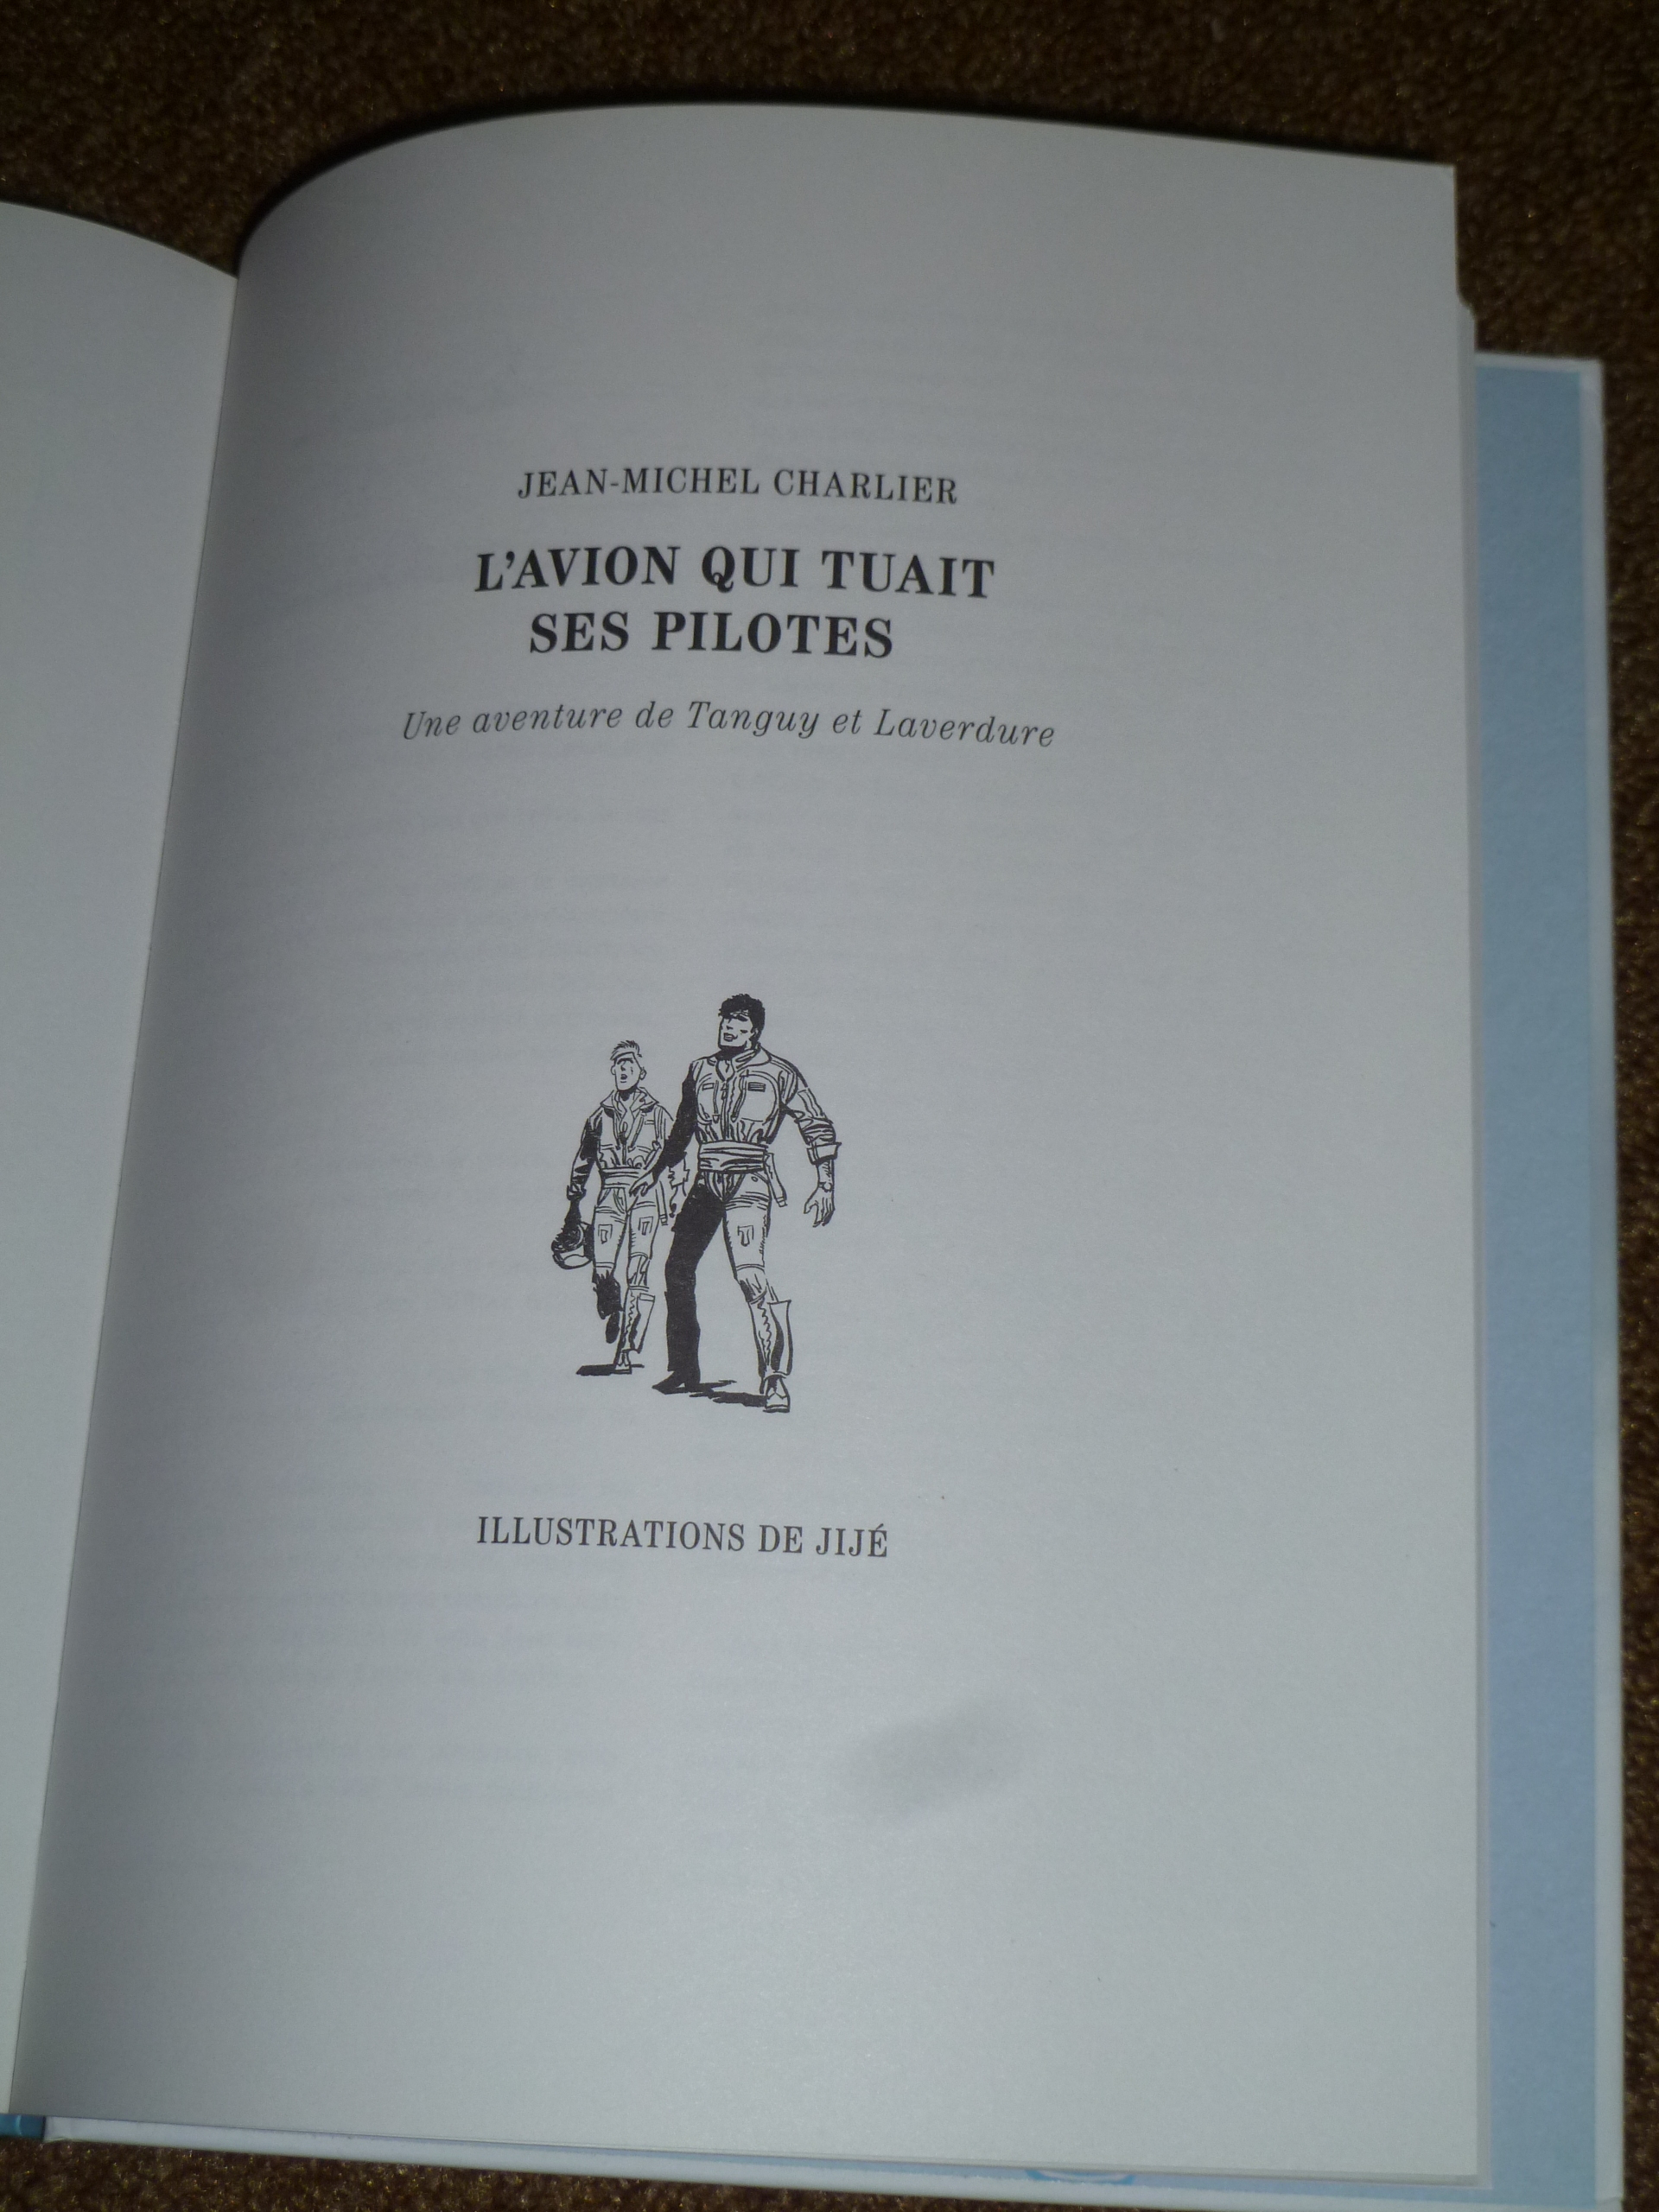 JEAN-MICHEL CHARLIER
L'AVION QUI TUAIT
SES PILOTES
Une aventure de Tanguy et Laverdure
ILLUSTRATIONS DE JIJÉ